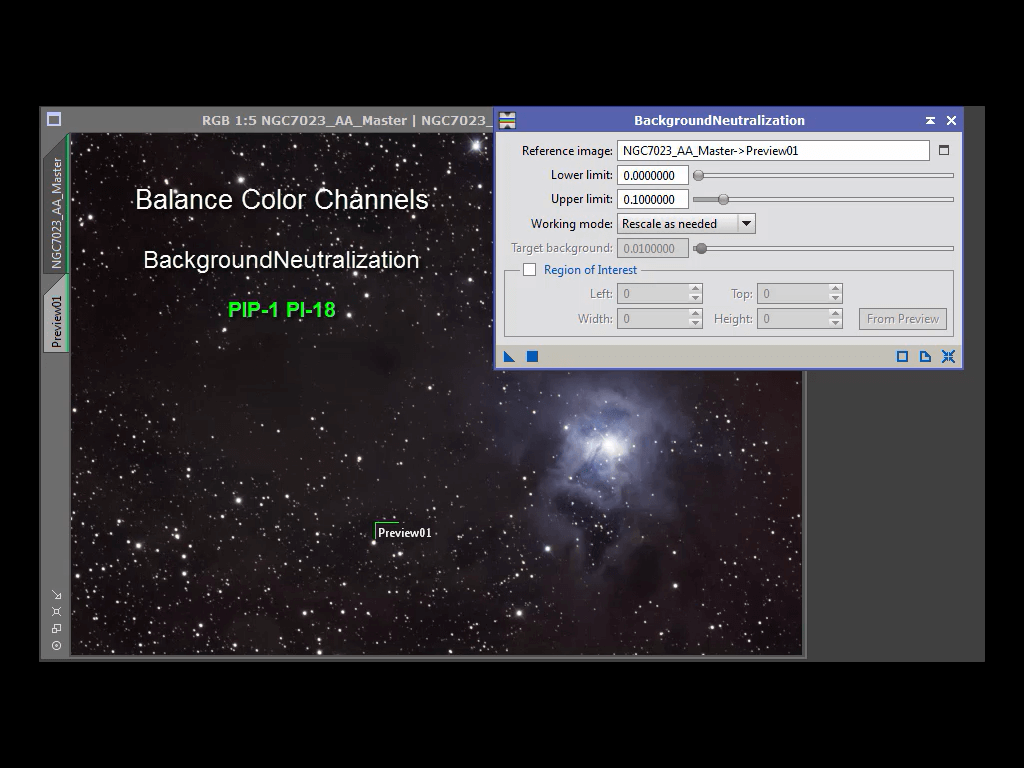 RGB 1:5 NGC7023_AA_Master | NGC7023_
BackgroundNeutralization
NGC7023_AA_Master
Preview01
Balance Color Channels
BackgroundNeutralization
PIP-1 PI-18
Reference image: NGC7023_AA_Master->Preview01
Lower limit: 0.0000000
Upper limit: 0.1000000
Working mode: Rescale as needed
Target background: 0.0100000
Region of Interest
Left: 0 Top: 0
Width: 0 Height: 0 From Preview
Preview01